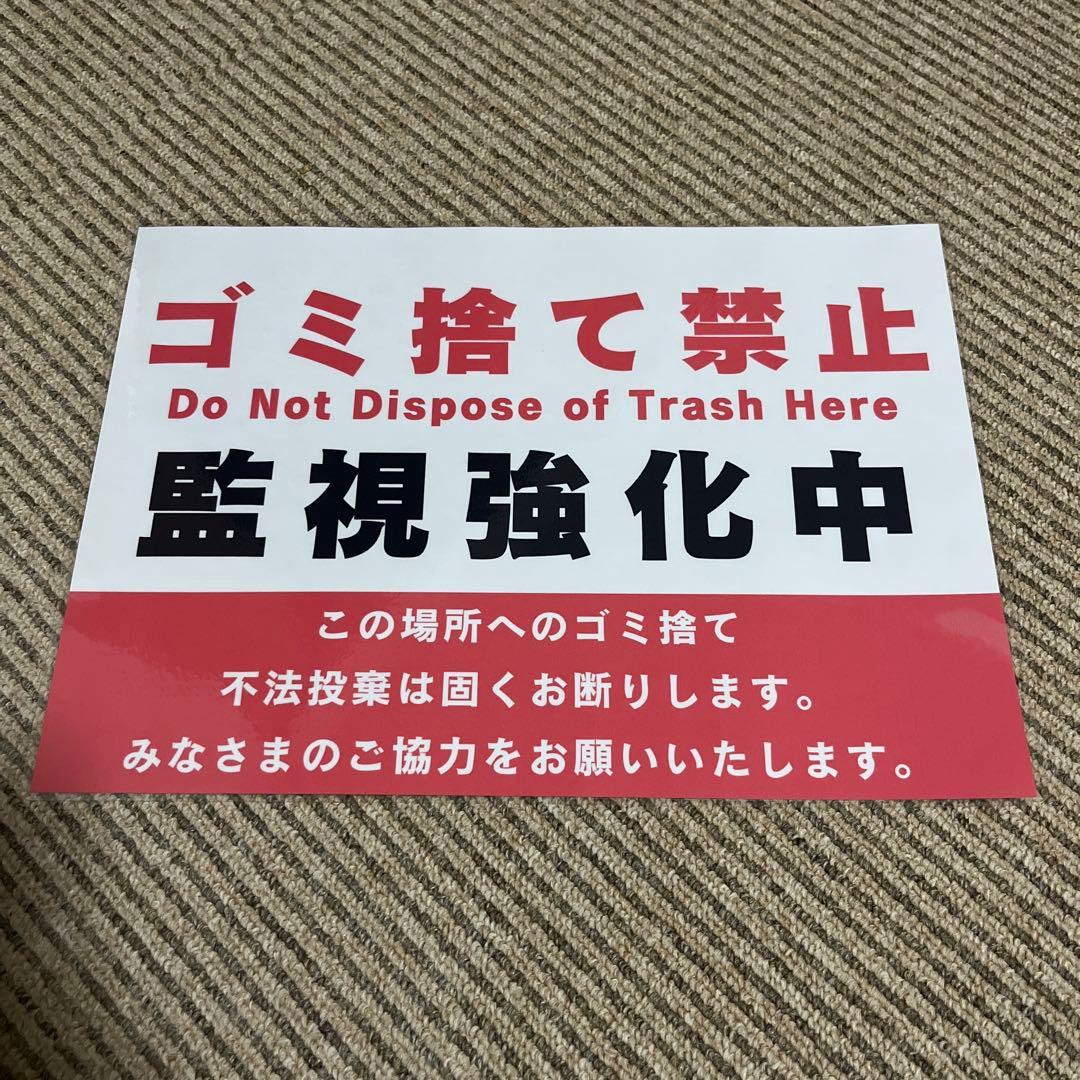 ゴミ捨て禁止
Do Not Dispose of Trash Here
監視強化中
この場所へのゴミ捨て
不法投棄は固くお断りします。
みなさまのご協力をお願いいたします。